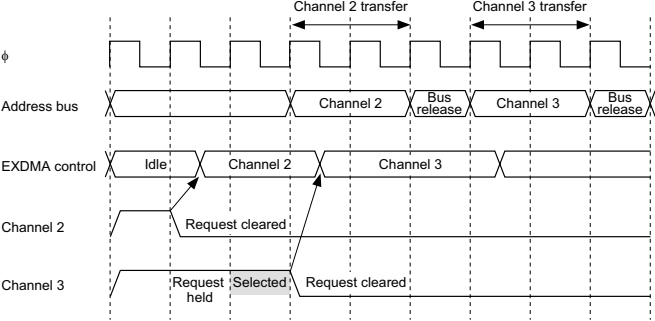 Channel 2 transfer
Channel 3 transfer
ϕ
Address bus
Channel 2
Bus
release
Channel 3
Bus
release
EXDMA control
Idle
Channel 2
Channel 3
Channel 2
Request cleared
Channel 3
Request
held
Selected
Request cleared